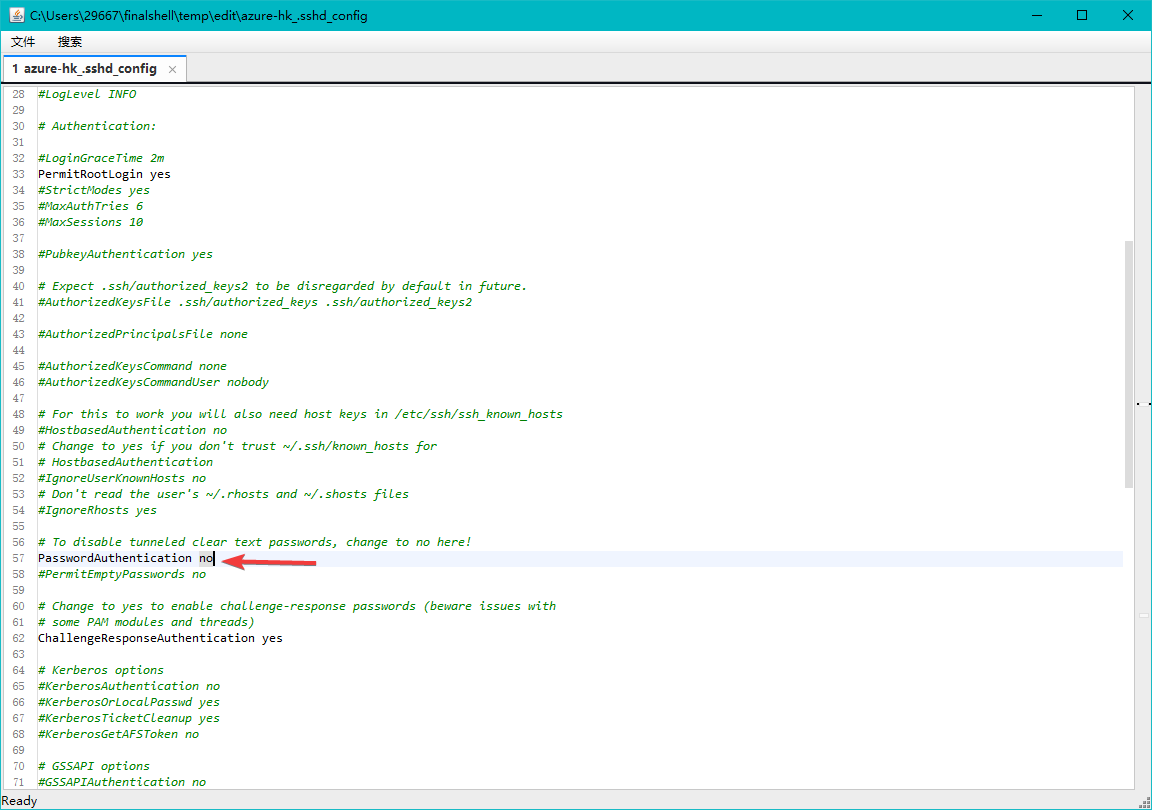 C:\Users\29667\finalshell\temp\edit\azure-hk_.sshd_config
文件 搜索
1 azure-hk_.sshd_config
28 #LogLevel INFO
29
30 # Authentication:
31
32 #LoginGraceTime 2m
33 PermitRootLogin yes
34 #StrictModes yes
35 #MaxAuthTries 6
36 #MaxSessions 10
37
38 #PubkeyAuthentication yes
39
40 # Expect .ssh/authorized_keys2 to be disregarded by default in future.
41 #AuthorizedKeysFile .ssh/authorized_keys .ssh/authorized_keys2
42
43 #AuthorizedPrincipalsFile none
44
45 #AuthorizedKeysCommand none
46 #AuthorizedKeysCommandUser nobody
47
48 # For this to work you will also need host keys in /etc/ssh/ssh_known_hosts
49 #HostbasedAuthentication no
50 # Change to yes if you don't trust ~/.ssh/known_hosts for
51 # HostbasedAuthentication
52 #IgnoreUserKnownHosts no
53 # Don't read the user's ~/.rhosts and ~/.shosts files
54 #IgnoreRhosts yes
55
56 # To disable tunneled clear text passwords, change to no here!
57 PasswordAuthentication no
58 #PermitEmptyPasswords no
59
60 # Change to yes to enable challenge-response passwords (beware issues with
61 # some PAM modules and threads)
62 ChallengeResponseAuthentication yes
63
64 # Kerberos options
65 #KerberosAuthentication no
66 #KerberosOrLocalPasswd yes
67 #KerberosTicketCleanup yes
68 #KerberosGetAFSToken no
69
70 # GSSAPI options
71 #GSSAPIAuthentication no
Ready